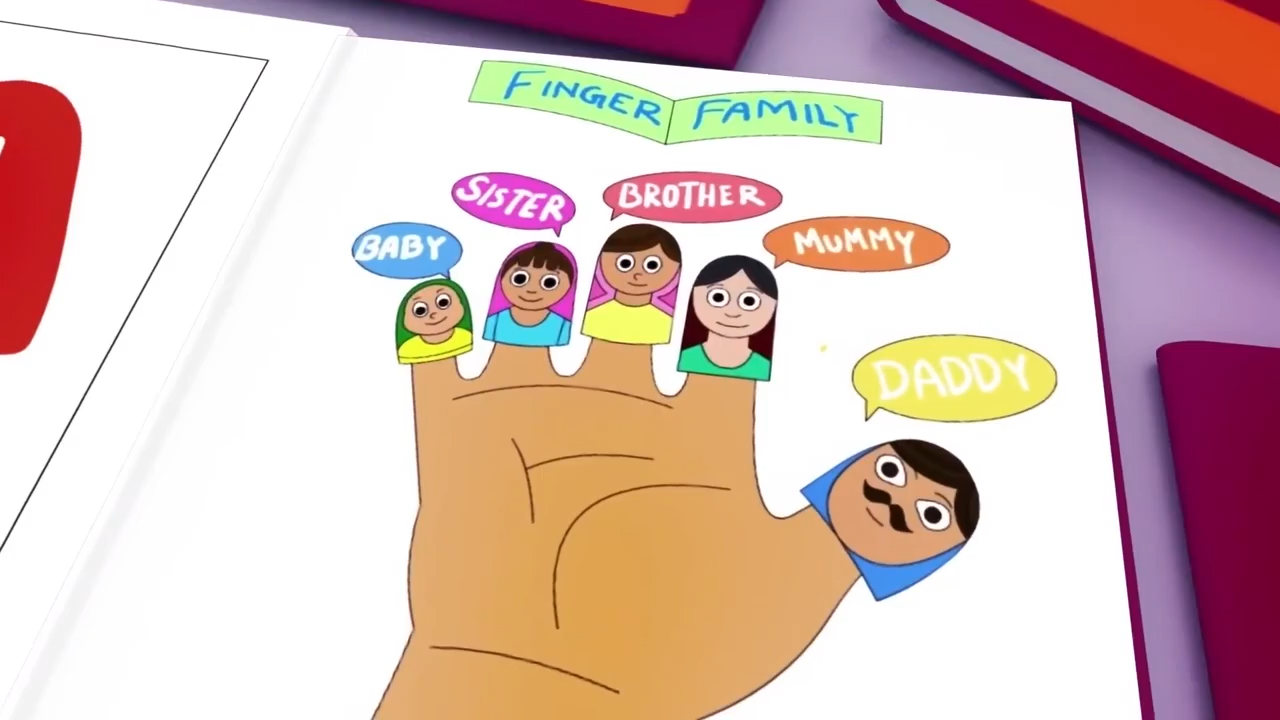 FINGER FAMILY
SISTER
BROTHER
BABY
MUMMY
DADDY